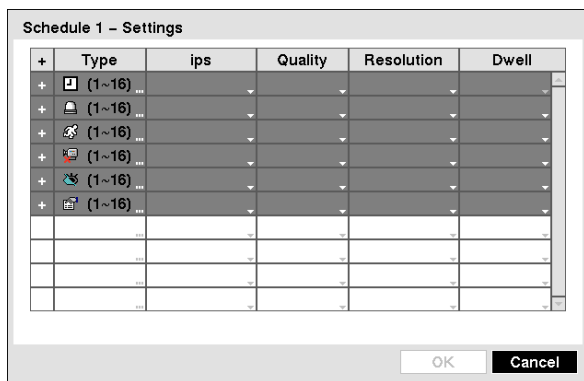 Schedule 1 – Settings
+ Type ips Quality Resolution Dwell
+ (1~16) ...
+ (1~16) ...
+ (1~16) ...
+ (1~16) ...
+ (1~16) ...
+ (1~16) ...
...
...
...
...
OK Cancel